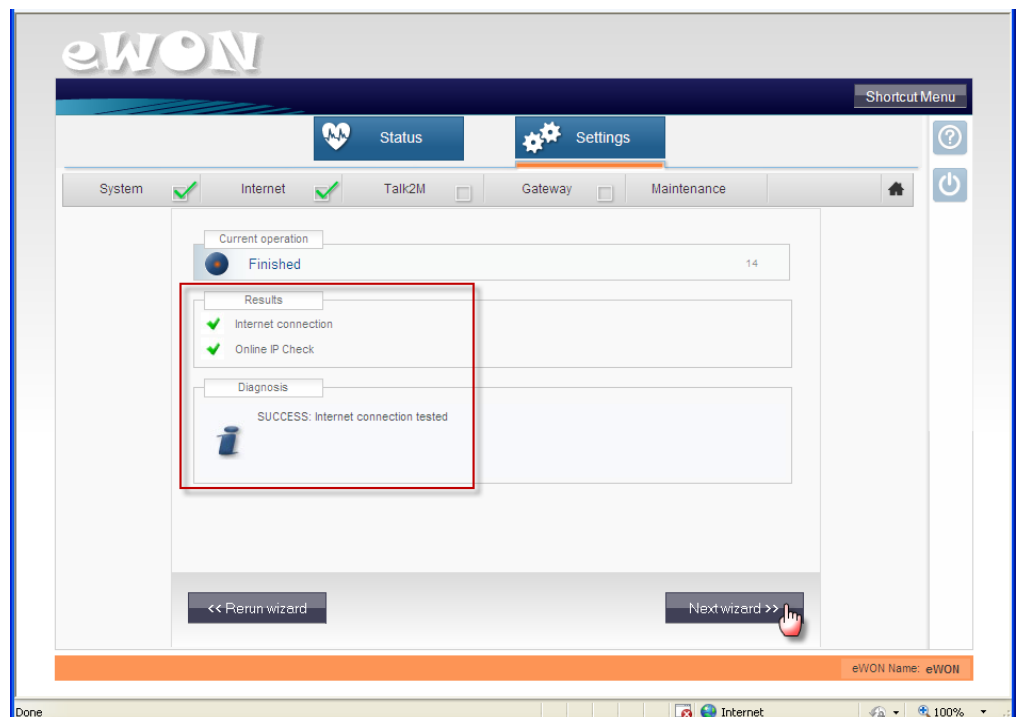 eWON
Shortcut Menu
Status
Settings
System
Internet
Talk2M
Gateway
Maintenance
Current operation
Finished
14
Results
Internet connection
Online IP Check
Diagnosis
SUCCESS: Internet connection tested
<< Rerun wizard
Next wizard >>
eWON Name: eWON
Done
Internet
100%